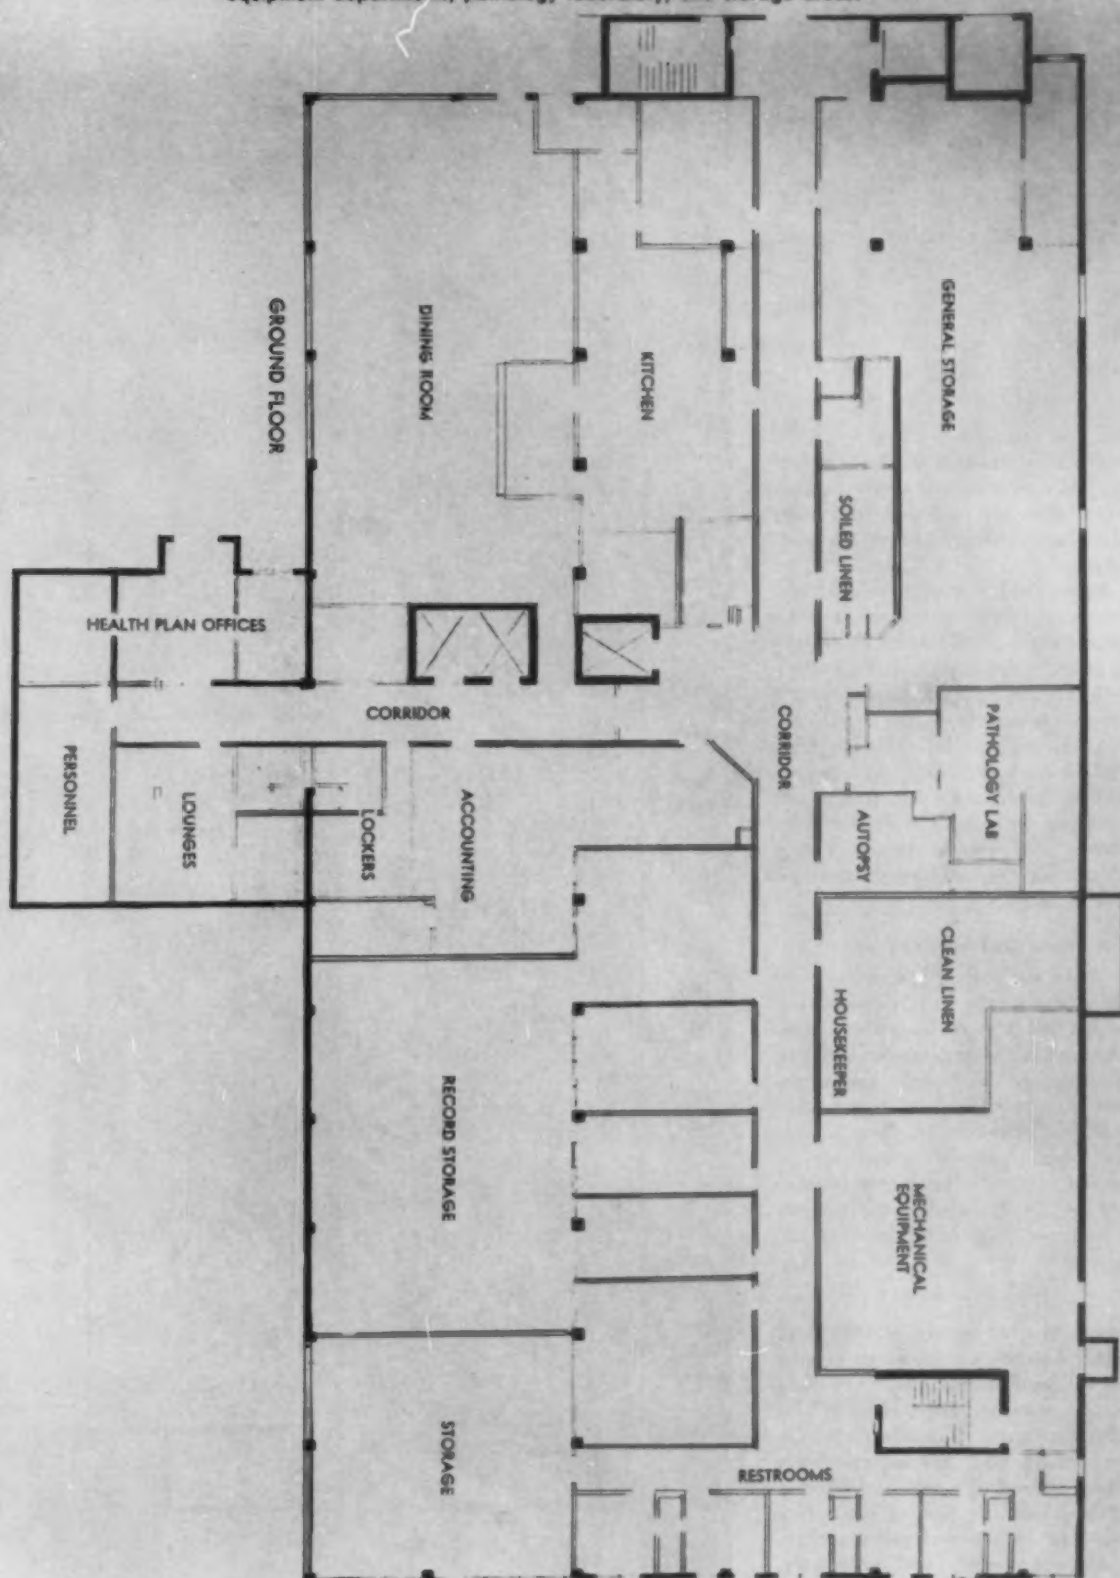 GROUND FLOOR
DINING ROOM
KITCHEN
GENERAL STORAGE
SOILED LINEN
HEALTH PLAN OFFICES
CORRIDOR
CORRIDOR
PERSONNEL
LOUNGES
LOCKERS
ACCOUNTING
PATHOLOGY LAB
AUTOPSY
CLEAN LINEN
HOUSEKEEPER
RECORD STORAGE
MECHANICAL
EQUIPMENT
STORAGE
RESTROOMS